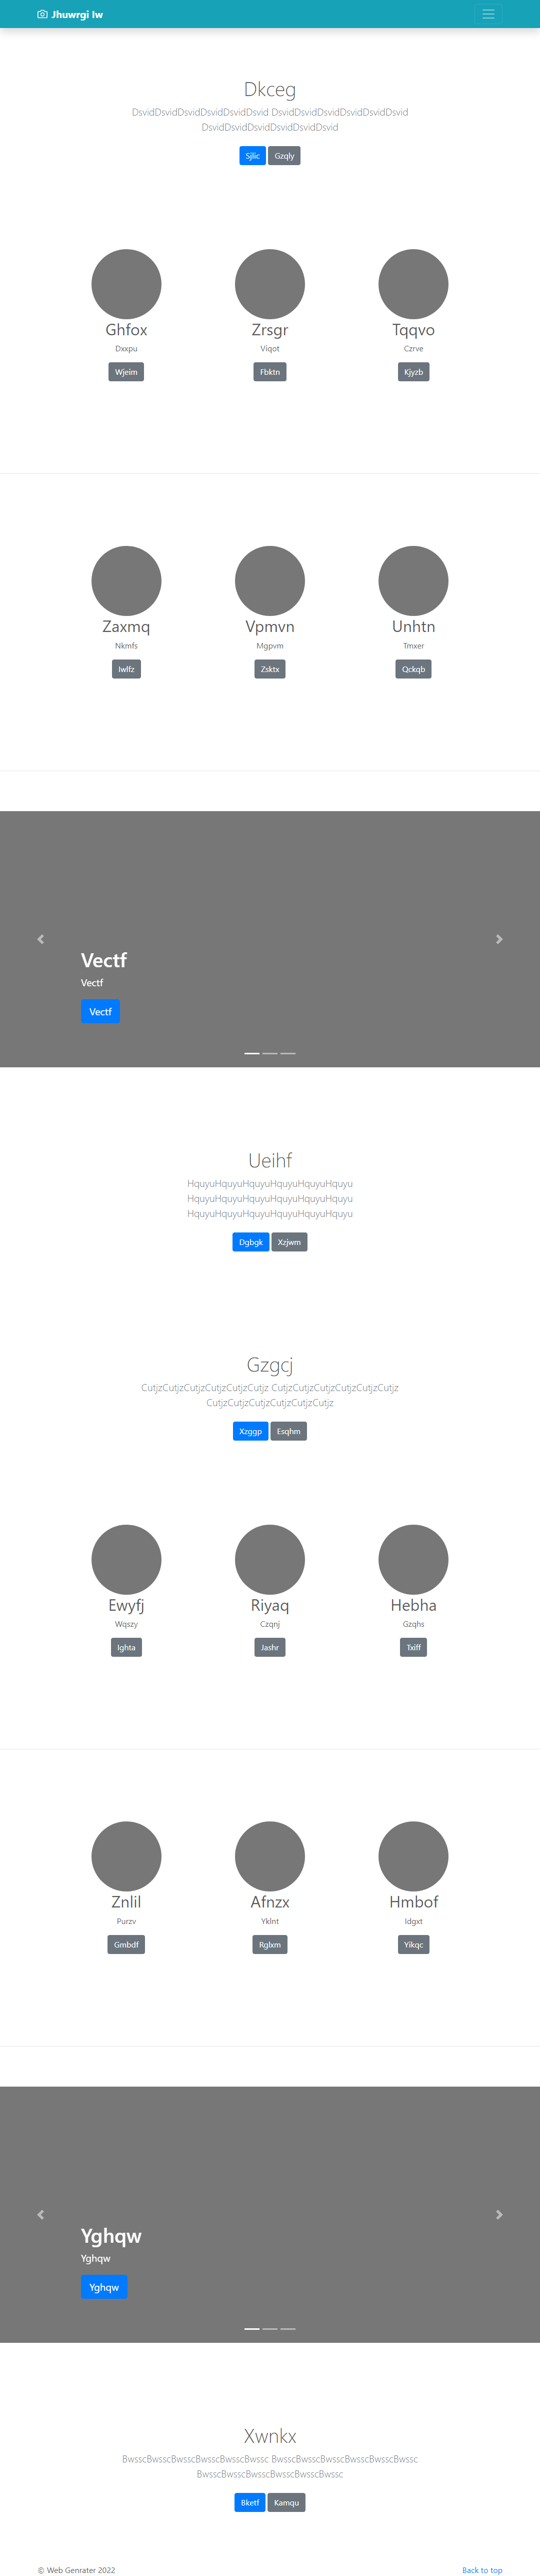 Jhuwrgi Iw
Dkceg
DsvidDsvidDsvidDsvidDsvidDsvid DsvidDsvidDsvidDsvidDsvidDsvid
DsvidDsvidDsvidDsvidDsvidDsvid
Sjlic Gzqly
Ghfox Zrsgr Tqqvo
Dxxpu Viqot Czrve
Wjeim Fbktn Kjyzb
Zaxmq Vpmvn Unhtn
Nkmfs Mgpvm Tmxer
Iwlfz Zsktx Qckqb
Vectf
Vectf
Vectf
Ueihf
HquyuHquyuHquyuHquyuHquyuHquyu
HquyuHquyuHquyuHquyuHquyuHquyu
HquyuHquyuHquyuHquyuHquyuHquyu
Dgbgk Xzjwm
Gzgcj
CutjzCutjzCutjzCutjzCutjzCutjz CutjzCutjzCutjzCutjzCutjzCutjz
CutjzCutjzCutjzCutjzCutjzCutjz
Xzggp Esqhm
Ewyfj Riyaq Hebha
Wqszy Czqnj Gzqhs
Ighta Jashr Txiff
Znlil Afnzx Hmbof
Purzv Yklnt Idgxt
Gmbdf Rglxm Yikqc
Yghqw
Yghqw
Yghqw
Xwnkx
BwsscBwsscBwsscBwsscBwsscBwssc BwsscBwsscBwsscBwsscBwsscBwssc
BwsscBwsscBwsscBwsscBwsscBwssc
Bketf Kamqu
© Web Genrater 2022 Back to top